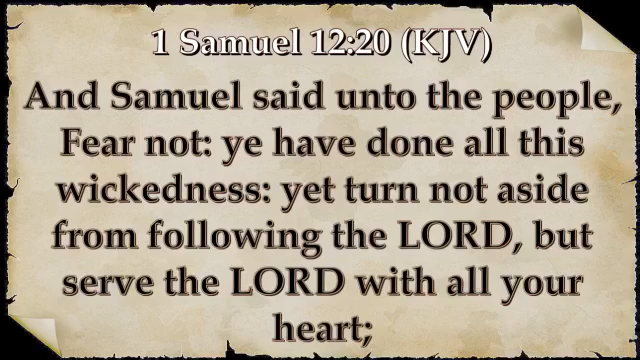 1 Samuel 12:20 (KJV)
And Samuel said unto the people,
Fear not: ye have done all this
wickedness: yet turn not aside
from following the LORD, but
serve the LORD with all your
heart;